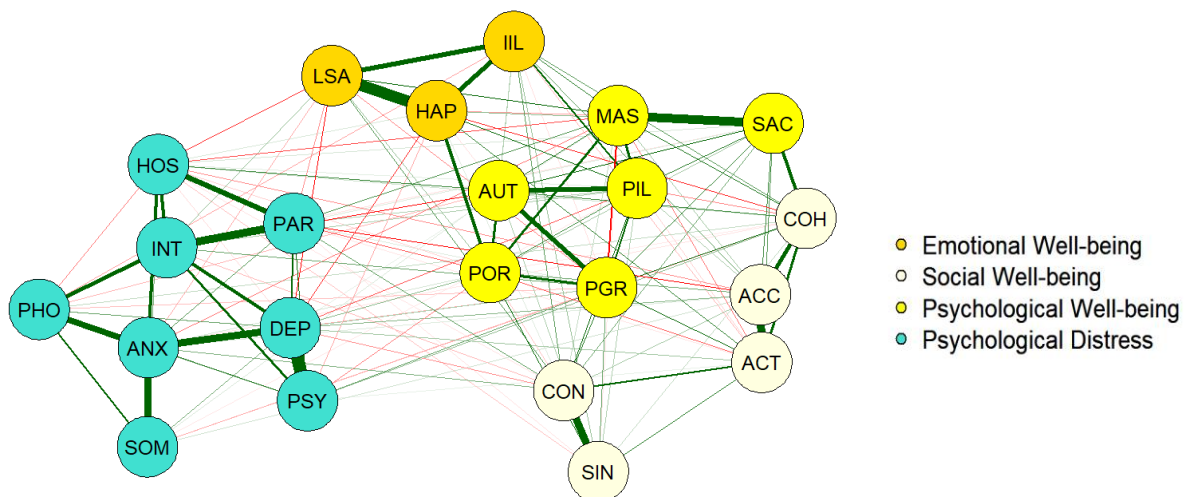 IIL
LSA
HAP
MAS
SAC
HOS
AUT
PIL
PAR
COH
INT
POR
PGR
ACC
PHO
DEP
ANX
ACT
CON
PSY
SOM
SIN
Emotional Well-being
Social Well-being
Psychological Well-being
Psychological Distress